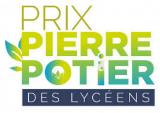 PRIX
PIERRE
POTIER
DES LYCÉENS